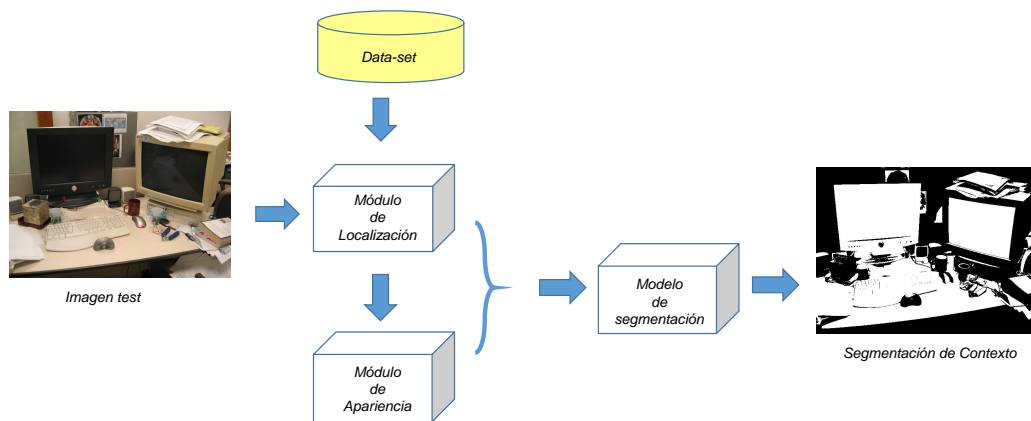 Data-set
Imagen test
Módulo
de
Localización
Módulo
de
Apariencia
Modelo
de
segmentación
Segmentación de Contexto